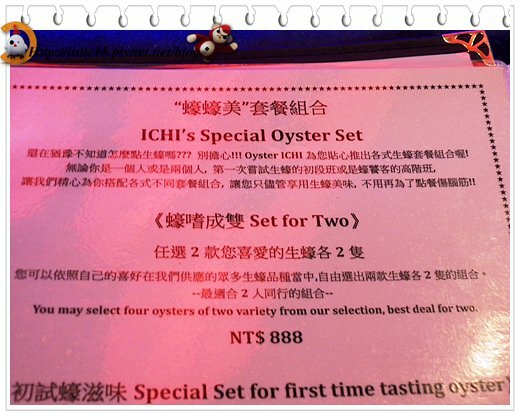 “蠔蠔美”套餐組合
ICHI’s Special Oyster Set
還在猶豫不知道怎麼點生蠔嗎??? 別擔心!!! Oyster ICHI 為您貼心推出各式生蠔套餐組合喔!
無論你是一個人或是兩個人, 第一次嘗試生蠔的初段班或是蠔饕客的高階班,
讓我們精心為你搭配各式不同套餐組合, 讓您只儘管享用生蠔美味, 不用再為了點餐傷腦筋!!
《蠔嗜成雙 Set for Two》
任選 2 款您喜愛的生蠔各 2 隻
您可以依照自己的喜好在我們供應的眾多生蠔品種當中,自由選出兩款生蠔各 2 隻的組合。
--最適合 2 人同行的組合--
You may select four oysters of two variety from our selection, best deal for two.
NT$ 888
初試蠔滋味 Special Set for first time tasting oyster